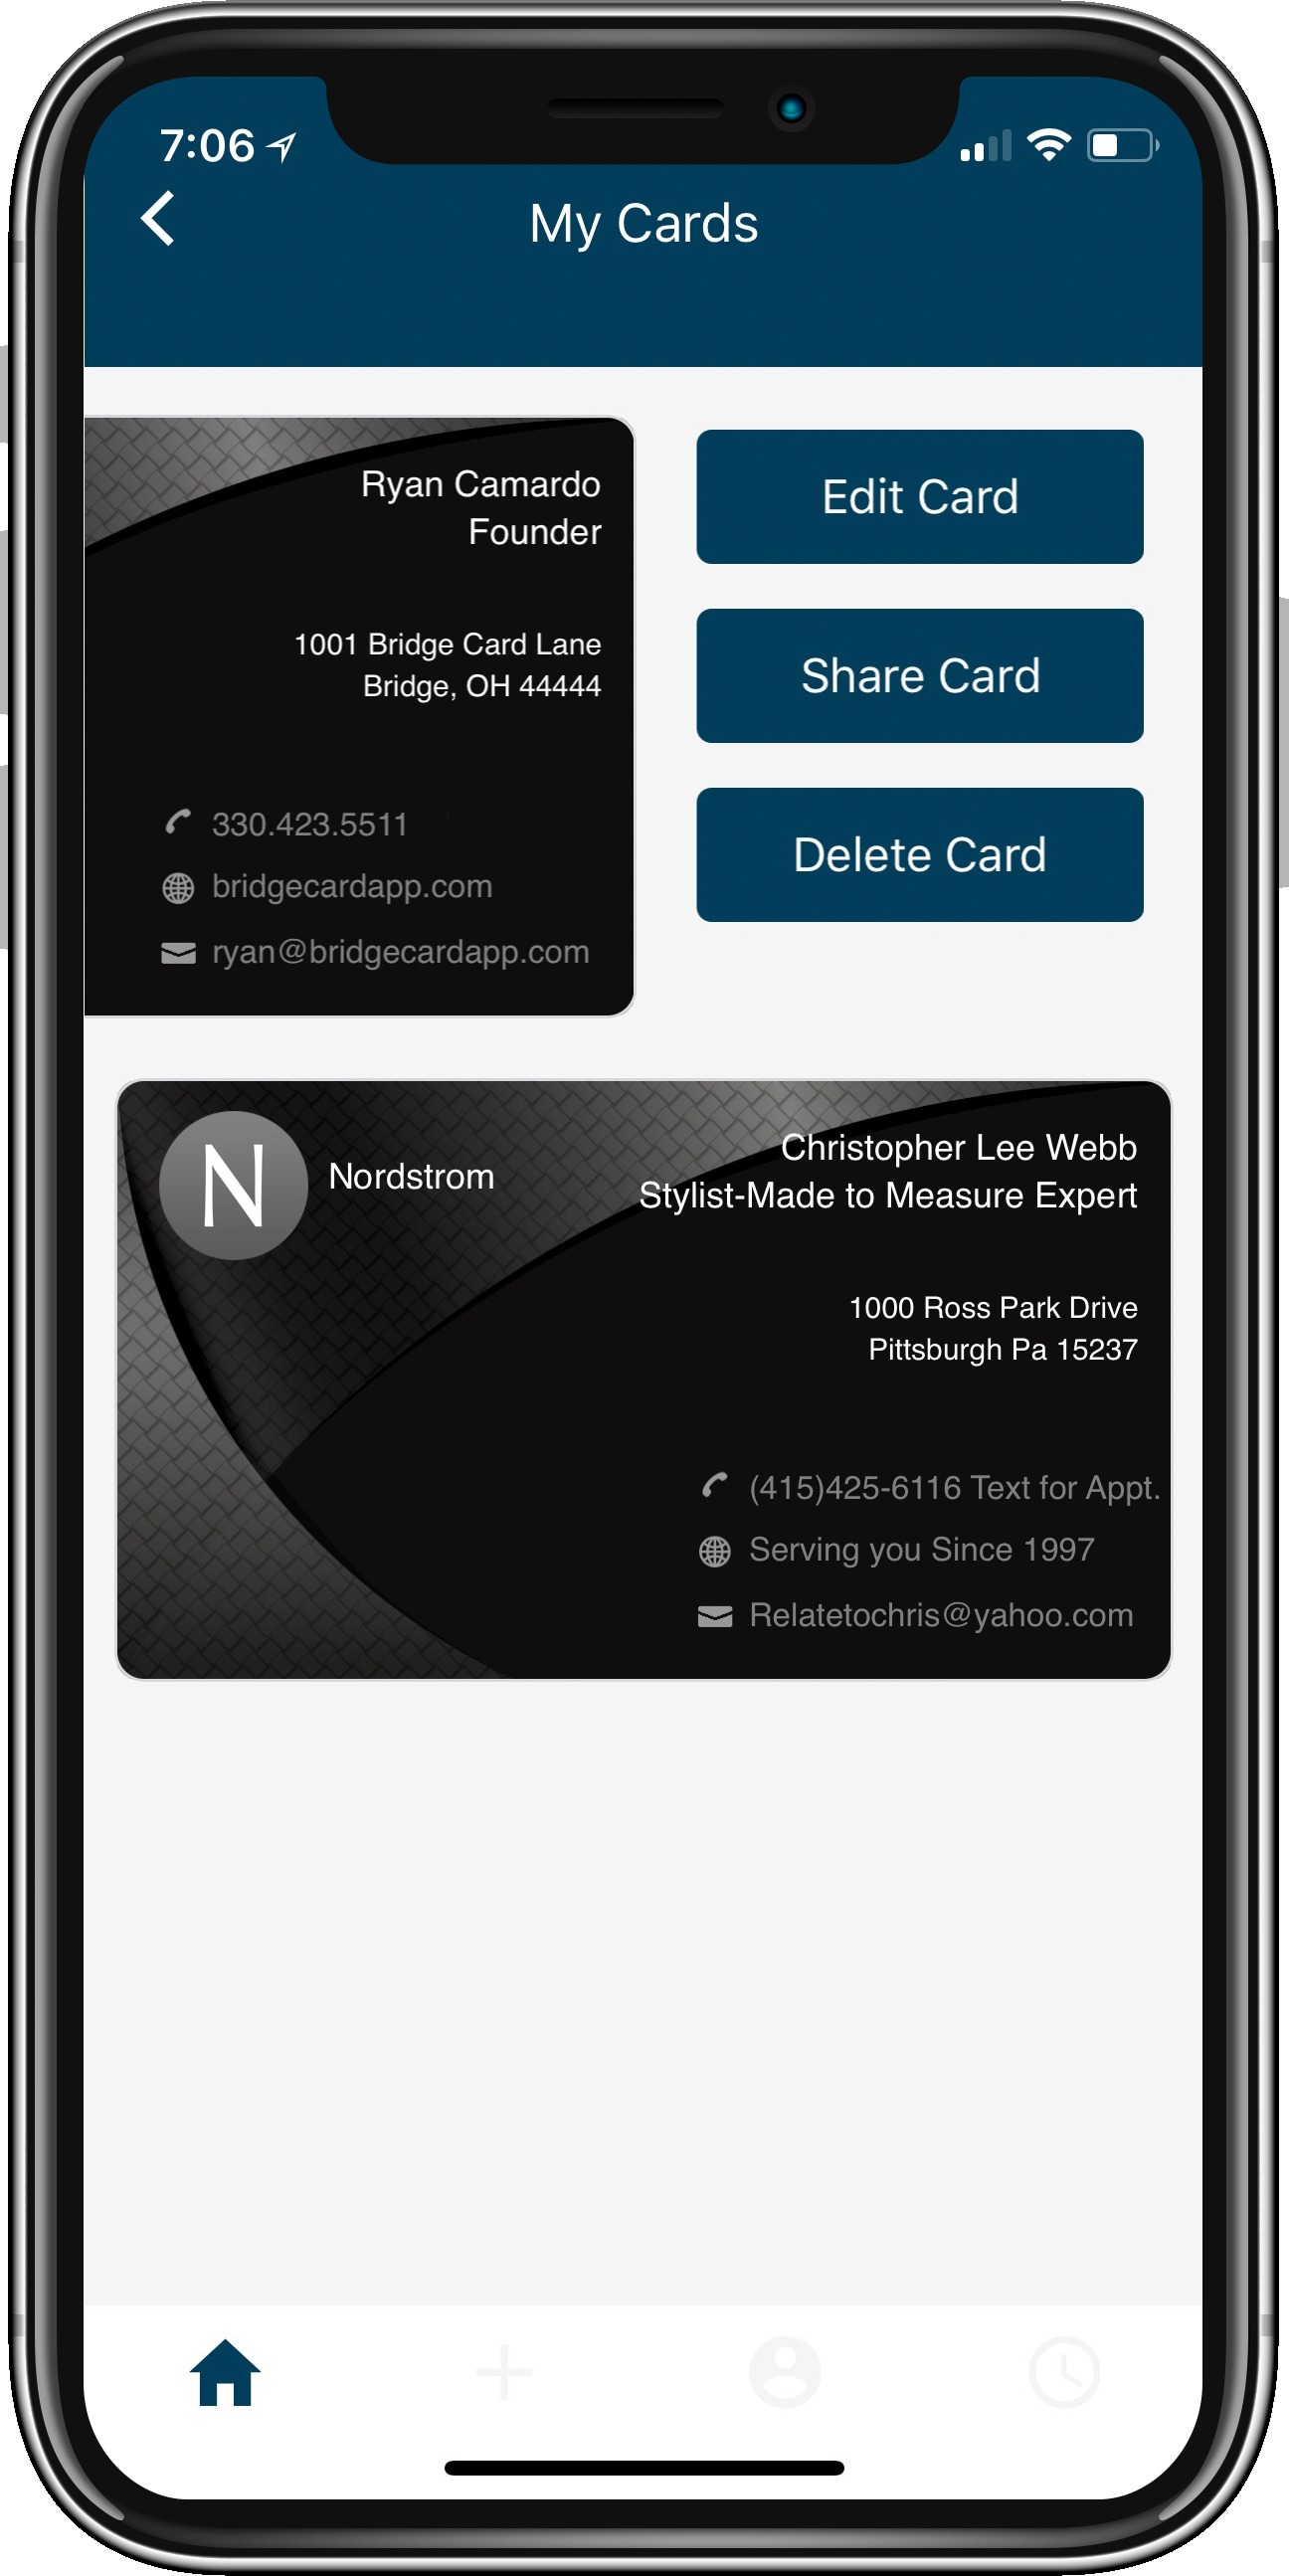 7:06
My Cards
Ryan Camardo
Founder
1001 Bridge Card Lane
Bridge, OH 44444
330.423.5511
bridgecardapp.com
ryan@bridgecardapp.com
Edit Card
Share Card
Delete Card
N
Nordstrom
Christopher Lee Webb
Stylist-Made to Measure Expert
1000 Ross Park Drive
Pittsburgh Pa 15237
(415)425-6116 Text for Appt.
Serving you Since 1997
Relatetochris@yahoo.com